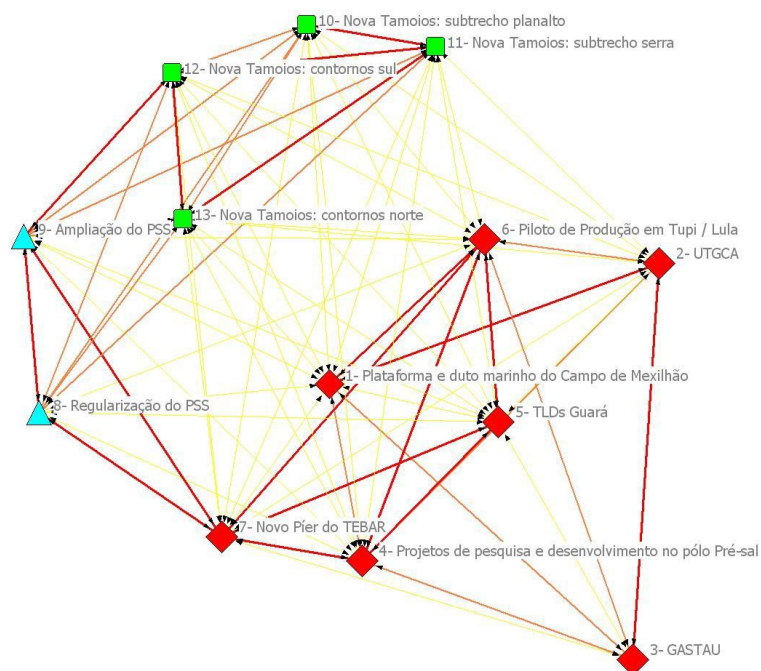 10- Nova Tamoios: subtrecho planalto
11- Nova Tamoios: subtrecho serra
12- Nova Tamoios: contornos sul
13- Nova Tamoios: contornos norte
9- Ampliação do PSS
6- Piloto de Produção em Tupi / Lula
2- UTGCA
1- Plataforma e duto marinho do Campo de Mexilhão
8- Regularização do PSS
5- TLDs Guará
7- Novo Píer do TEBAR
4- Projetos de pesquisa e desenvolvimento no pólo Pré-sal
3- GASTAU